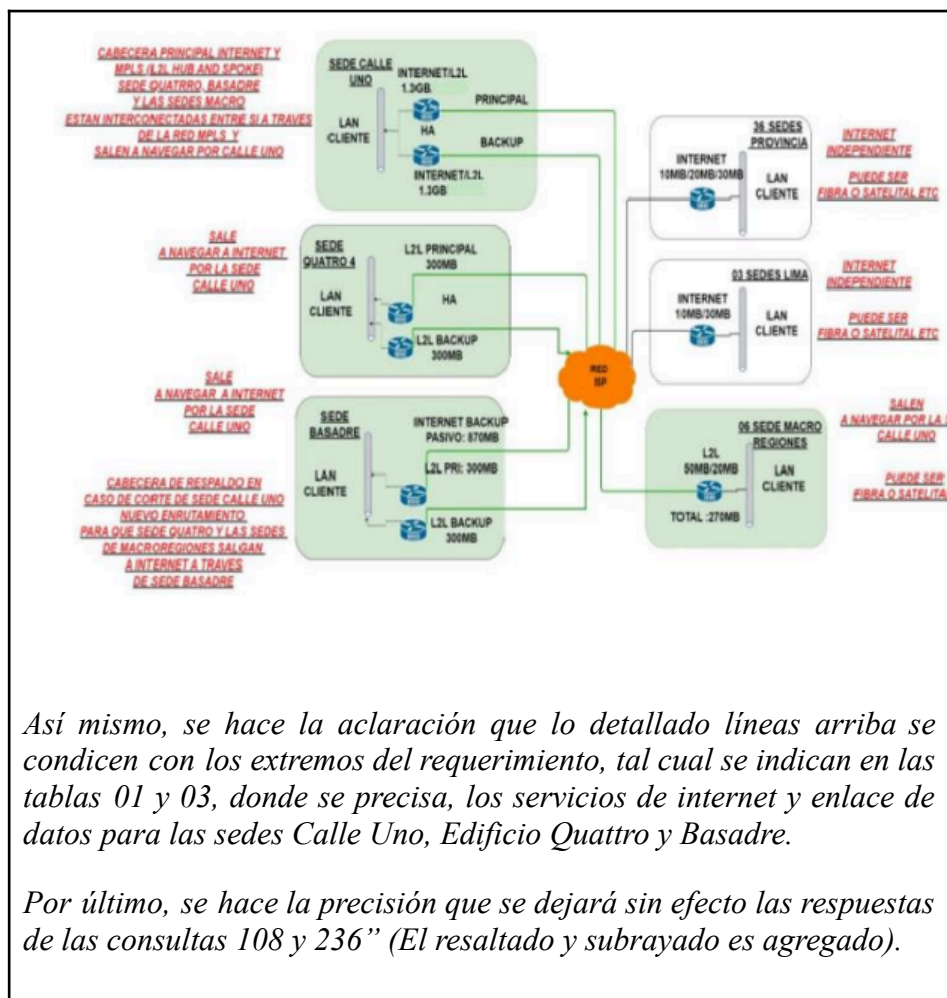 CABECERA PRINCIPAL INTERNET Y
MPLS (L2L HUB AND SPOKE)
SEDE QUATRRO, BASADRE
Y LAS SEDES MACRO
ESTAN INTERCONECTADAS ENTRE SI A TRAVES
DE LA RED MPLS Y
SALEN A NAVEGAR POR CALLE UNO
SEDE CALLE
UNO
INTERNET/L2L
1.3GB
LAN
CLIENTE
HA
INTERNET/L2L
1.3GB
PRINCIPAL
BACKUP
SALE
A NAVEGAR A INTERNET
POR LA SEDE
CALLE UNO
SEDE
QUATRO 4
L2L PRINCIPAL
300MB
LAN
CLIENTE
HA
L2L BACKUP
300MB
SALE
A NAVEGAR A INTERNET
POR LA SEDE
CALLE UNO
CABECERA DE RESPALDO EN
CASO DE CORTE DE SEDE CALLE UNO
NUEVO ENRUTAMIENTO
PARA QUE SEDE QUATRO Y LAS SEDES
DE MACROREGIONES SALGAN
A INTERNET A TRAVES
DE SEDE BASADRE
SEDE
BASADRE
INTERNET BACKUP
PASIVO: 870MB
L2L PRI: 300MB
LAN
CLIENTE
L2L BACKUP
300MB
RED
ISP
36 SEDES
PROVINCIA
INTERNET
10MB/20MB/30MB
LAN
CLIENTE
INTERNET
INDEPENDIENTE
PUEDE SER
FIBRA O SATELITAL ETC
03 SEDES LIMA
INTERNET
10MB/30MB
LAN
CLIENTE
INTERNET
INDEPENDIENTE
PUEDE SER
FIBRA O SATELITAL ETC
06 SEDE MACRO
REGIONES
L2L
50MB/20MB
LAN
CLIENTE
TOTAL :270MB
SALEN
A NAVEGAR POR LA
CALLE UNO
PUEDE SER
FIBRA O SATELITA
Así mismo, se hace la aclaración que lo detallado líneas arriba se
condicen con los extremos del requerimiento, tal cual se indican en las
tablas 01 y 03, donde se precisa, los servicios de internet y enlace de
datos para las sedes Calle Uno, Edificio Quattro y Basadre.
Por último, se hace la precisión que se dejará sin efecto las respuestas
de las consultas 108 y 236” (El resaltado y subrayado es agregado).